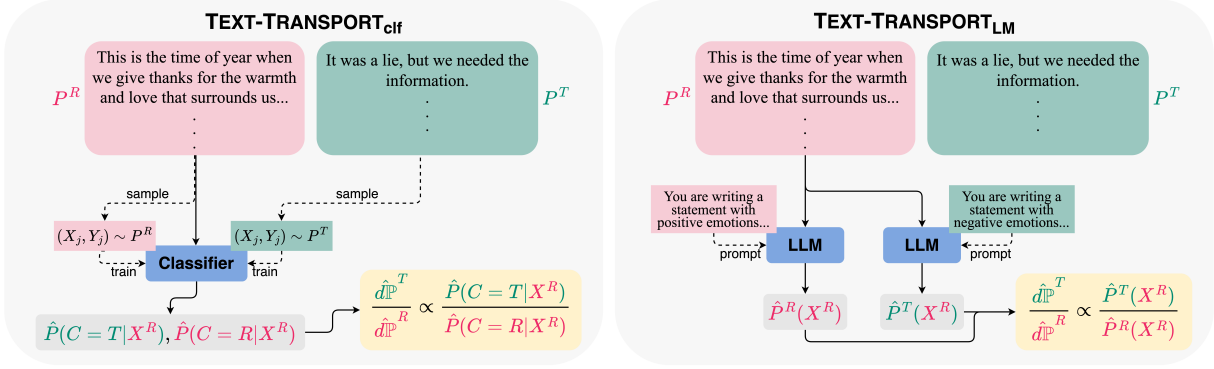 TEXT-TRANSPORT_clf
This is the time of year when
we give thanks for the warmth
and love that surrounds us...
.
.
.
It was a lie, but we needed the
information.
.
.
.
P^R
P^T
sample
sample
(X_j, Y_j) ∼ P^R
(X_j, Y_j) ∼ P^T
train
Classifier
train
P̂(C = T|X^R), P̂(C = R|X^R)
dℙ̂^T / dℙ̂^R ∝ P̂(C = T|X^R) / P̂(C = R|X^R)
TEXT-TRANSPORT_LM
This is the time of year when
we give thanks for the warmth
and love that surrounds us...
.
.
.
It was a lie, but we needed the
information.
.
.
.
P^R
P^T
You are writing a
statement with
positive emotions...
You are writing a
statement with
negative emotions...
prompt
LLM
LLM
prompt
P̂^R(X^R)
P̂^T(X^R)
dℙ̂^T / dℙ̂^R ∝ P̂^T(X^R) / P̂^R(X^R)